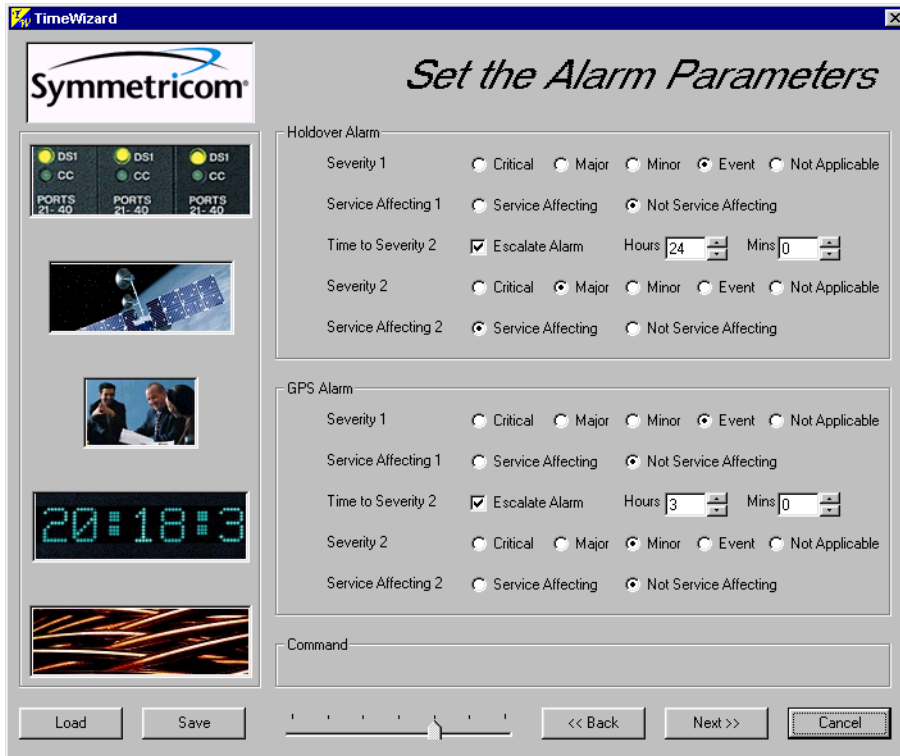 TW TimeWizard
Symmetricom®
Set the Alarm Parameters
DS1 DS1 DS1
CC CC CC
PORTS PORTS PORTS
21-40 21-40 21-40
20:18:3
Holdover Alarm
Severity 1 Critical Major Minor Event Not Applicable
Service Affecting 1 Service Affecting Not Service Affecting
Time to Severity 2 Escalate Alarm Hours 24 Mins 0
Severity 2 Critical Major Minor Event Not Applicable
Service Affecting 2 Service Affecting Not Service Affecting
GPS Alarm
Severity 1 Critical Major Minor Event Not Applicable
Service Affecting 1 Service Affecting Not Service Affecting
Time to Severity 2 Escalate Alarm Hours 3 Mins 0
Severity 2 Critical Major Minor Event Not Applicable
Service Affecting 2 Service Affecting Not Service Affecting
Command
Load Save << Back Next >> Cancel